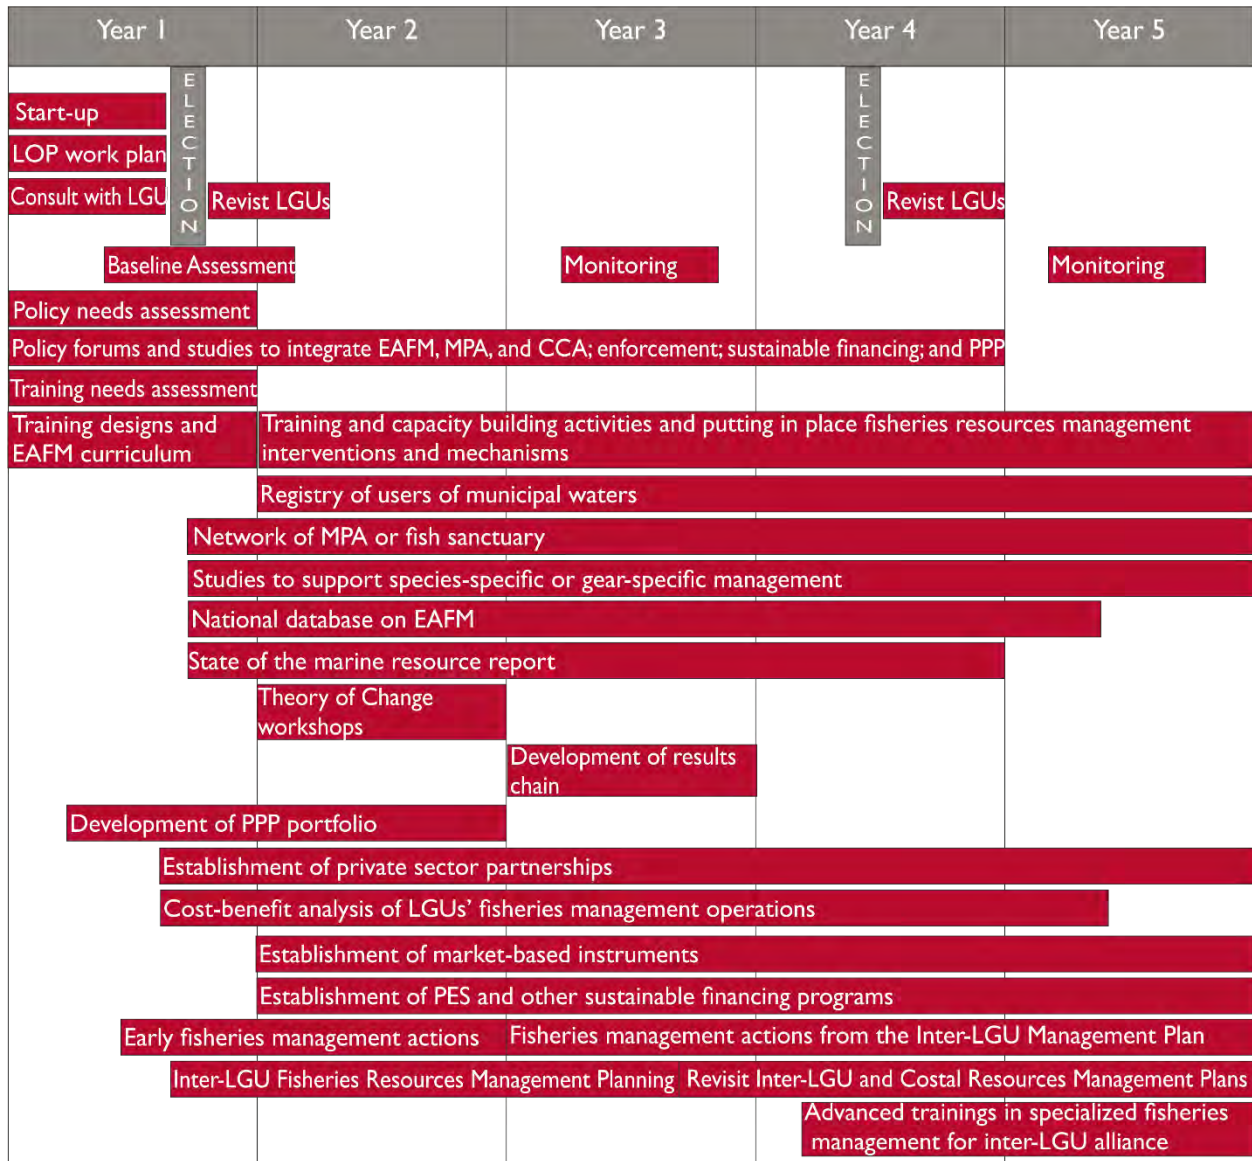 Year 1 Year 2 Year 3 Year 4 Year 5
ELECTION
ELECTION
Start-up
LOP work plan
Consult with LGU
Revist LGUs
Revist LGUs
Baseline Assessment
Monitoring
Monitoring
Policy needs assessment
Policy forums and studies to integrate EAFM, MPA, and CCA; enforcement; sustainable financing; and PPP
Training needs assessment
Training designs and
EAFM curriculum
Training and capacity building activities and putting in place fisheries resources management
interventions and mechanisms
Registry of users of municipal waters
Network of MPA or fish sanctuary
Studies to support species-specific or gear-specific management
National database on EAFM
State of the marine resource report
Theory of Change
workshops
Development of results
chain
Development of PPP portfolio
Establishment of private sector partnerships
Cost-benefit analysis of LGUs’ fisheries management operations
Establishment of market-based instruments
Establishment of PES and other sustainable financing programs
Early fisheries management actions
Fisheries management actions from the Inter-LGU Management Plan
Inter-LGU Fisheries Resources Management Planning
Revisit Inter-LGU and Costal Resources Management Plans
Advanced trainings in specialized fisheries
management for inter-LGU alliance